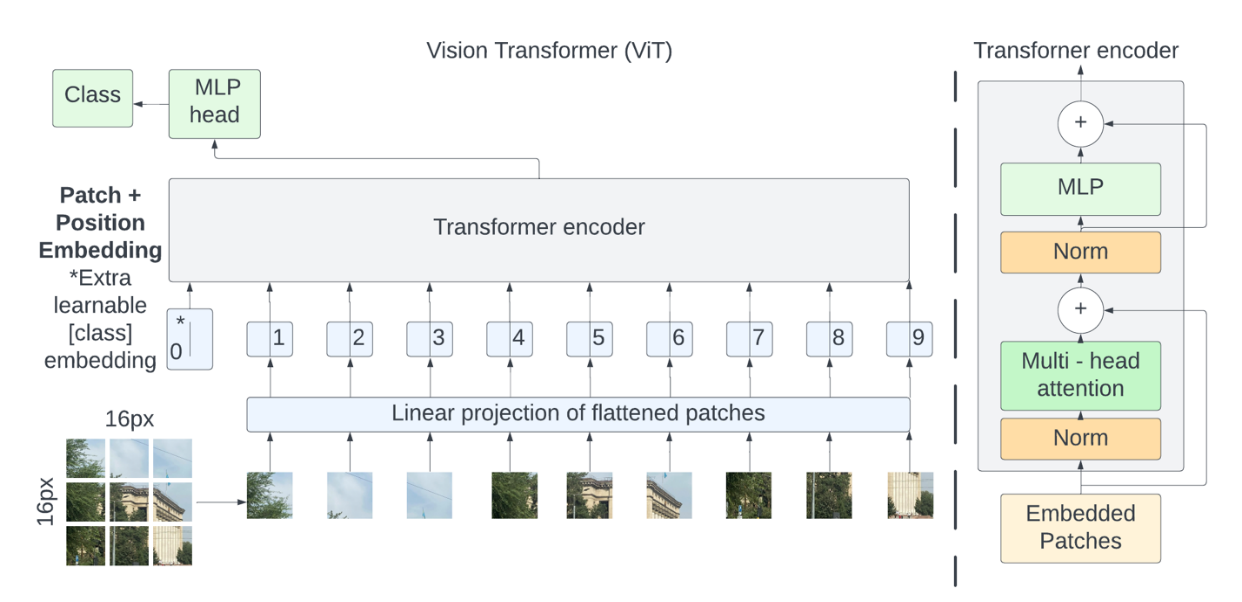 Vision Transformer (ViT)
Class
MLP
head
Patch +
Position
Embedding
*Extra
learnable
[class]
embedding
Transformer encoder
*
0
1
2
3
4
5
6
7
8
9
Linear projection of flattened patches
16px
16px
Transforner encoder
+
MLP
Norm
+
Multi - head
attention
Norm
Embedded
Patches